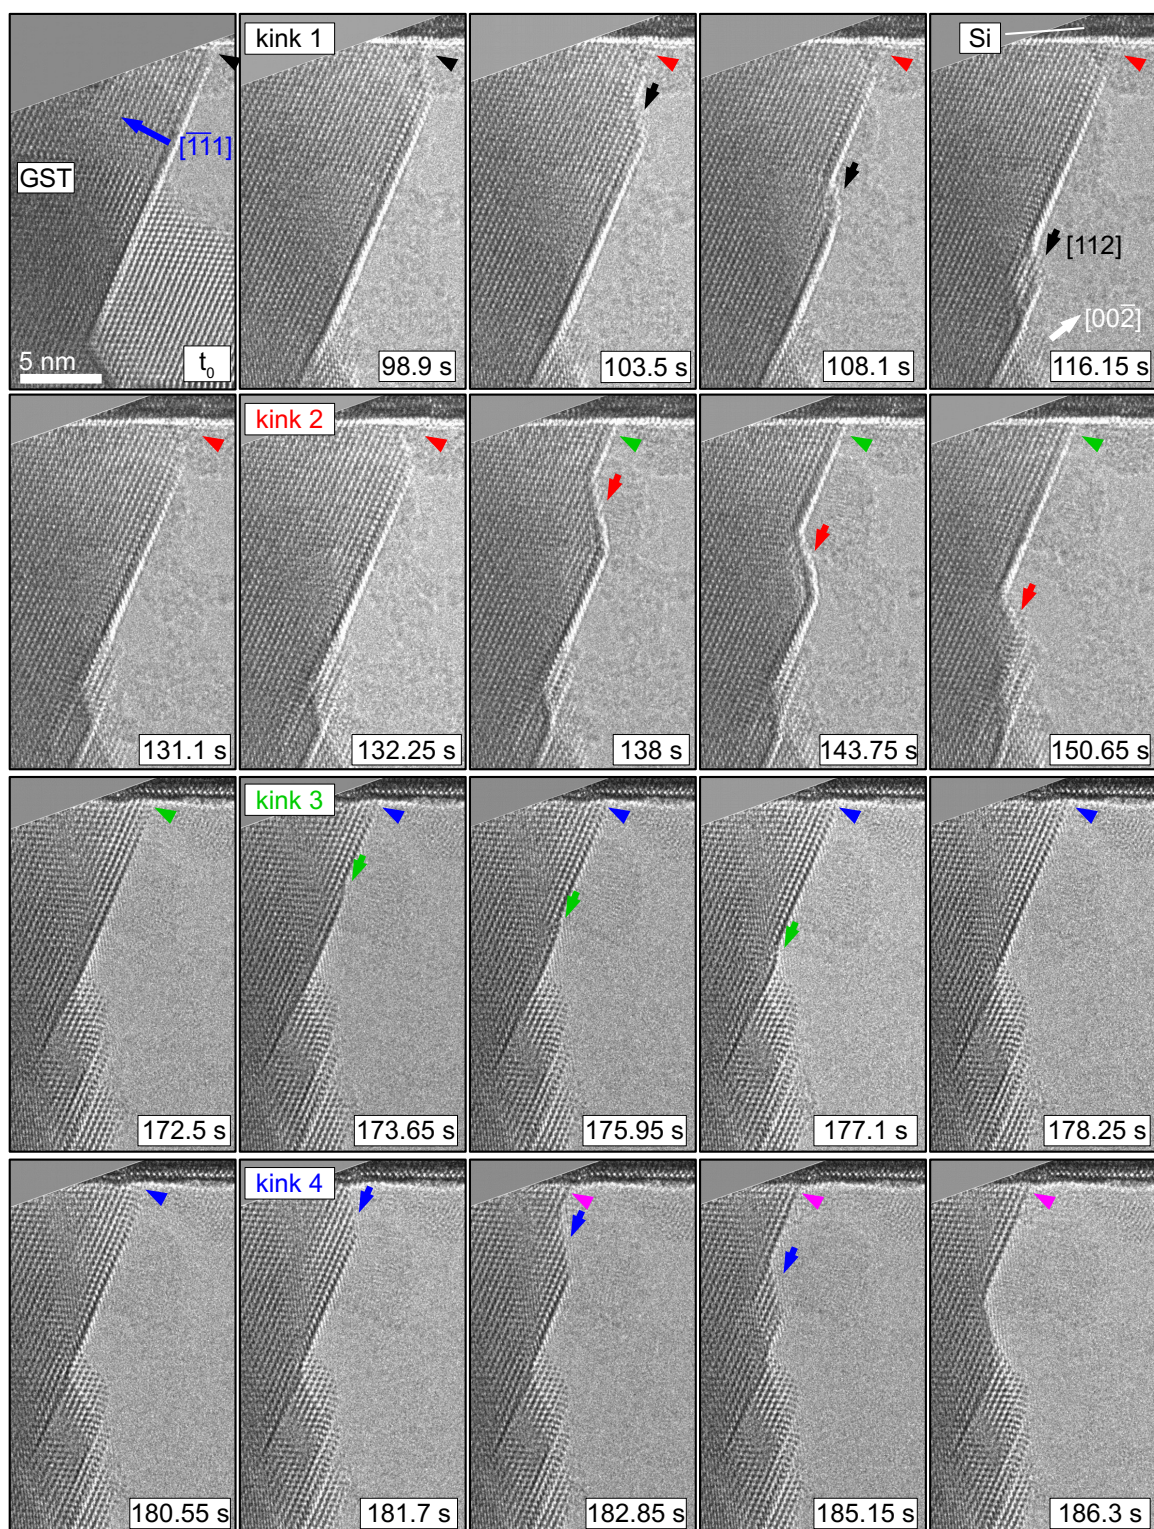 kink 1
Si
[1̅1̅1]
GST
[112]
[002̅]
5 nm
t₀
98.9 s
103.5 s
108.1 s
116.15 s
kink 2
131.1 s
132.25 s
138 s
143.75 s
150.65 s
kink 3
172.5 s
173.65 s
175.95 s
177.1 s
178.25 s
kink 4
180.55 s
181.7 s
182.85 s
185.15 s
186.3 s